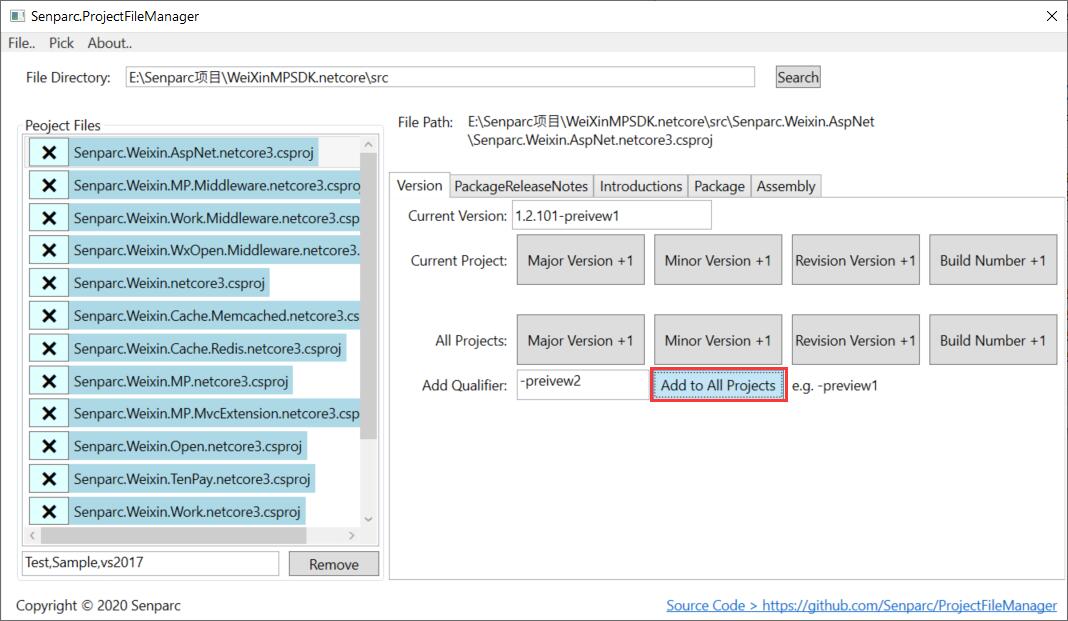 Senparc.ProjectFileManager
File.. Pick About..
File Directory: E:\Senparc项目\WeiXinMPSDK.netcore\src Search
Peoject Files
Senparc.Weixin.AspNet.netcore3.csproj
Senparc.Weixin.MP.Middleware.netcore3.cspro
Senparc.Weixin.Work.Middleware.netcore3.csp
Senparc.Weixin.WxOpen.Middleware.netcore3.
Senparc.Weixin.netcore3.csproj
Senparc.Weixin.Cache.Memcached.netcore3.cs
Senparc.Weixin.Cache.Redis.netcore3.csproj
Senparc.Weixin.MP.netcore3.csproj
Senparc.Weixin.MP.MvcExtension.netcore3.csp
Senparc.Weixin.Open.netcore3.csproj
Senparc.Weixin.TenPay.netcore3.csproj
Senparc.Weixin.Work.netcore3.csproj
Test,Sample,vs2017 Remove
File Path: E:\Senparc项目\WeiXinMPSDK.netcore\src\Senparc.Weixin.AspNet
\Senparc.Weixin.AspNet.netcore3.csproj
Version PackageReleaseNotes Introductions Package Assembly
Current Version: 1.2.101-preivew1
Current Project: Major Version +1 Minor Version +1 Revision Version +1 Build Number +1
All Projects: Major Version +1 Minor Version +1 Revision Version +1 Build Number +1
Add Qualifier: -preivew2 Add to All Projects e.g. -preview1
Copyright © 2020 Senparc Source Code > https://github.com/Senparc/ProjectFileManager